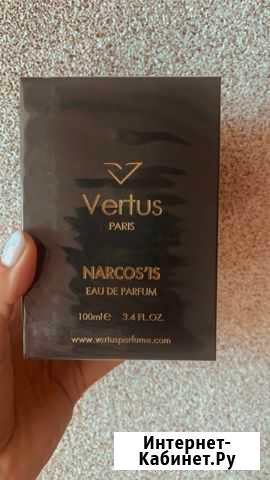 Vertus
PARIS
NARCOS'IS
EAU DE PARFUM
100ml e 3.4 FL.OZ.
www.vertusparfums.com
Интернет-
Кабинет.Ру